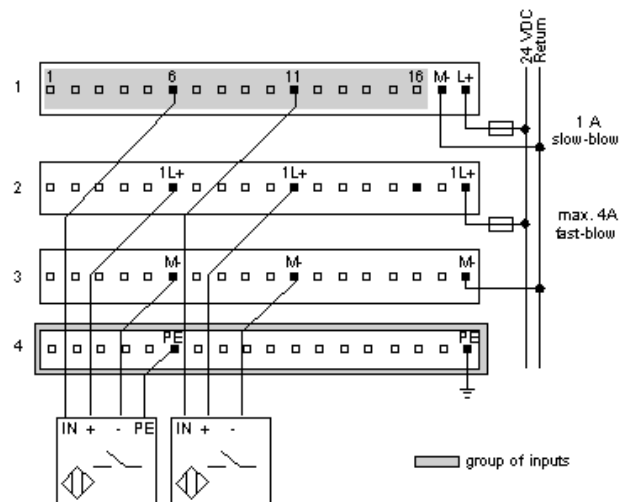 24 VDC
Return
1 6 11 16 M- L+
1
1 A
slow-blow
1L+ 1L+ 1L+
2
max. 4A
fast-blow
M- M- M-
3
PE PE
4
IN + - PE
IN + -
group of inputs